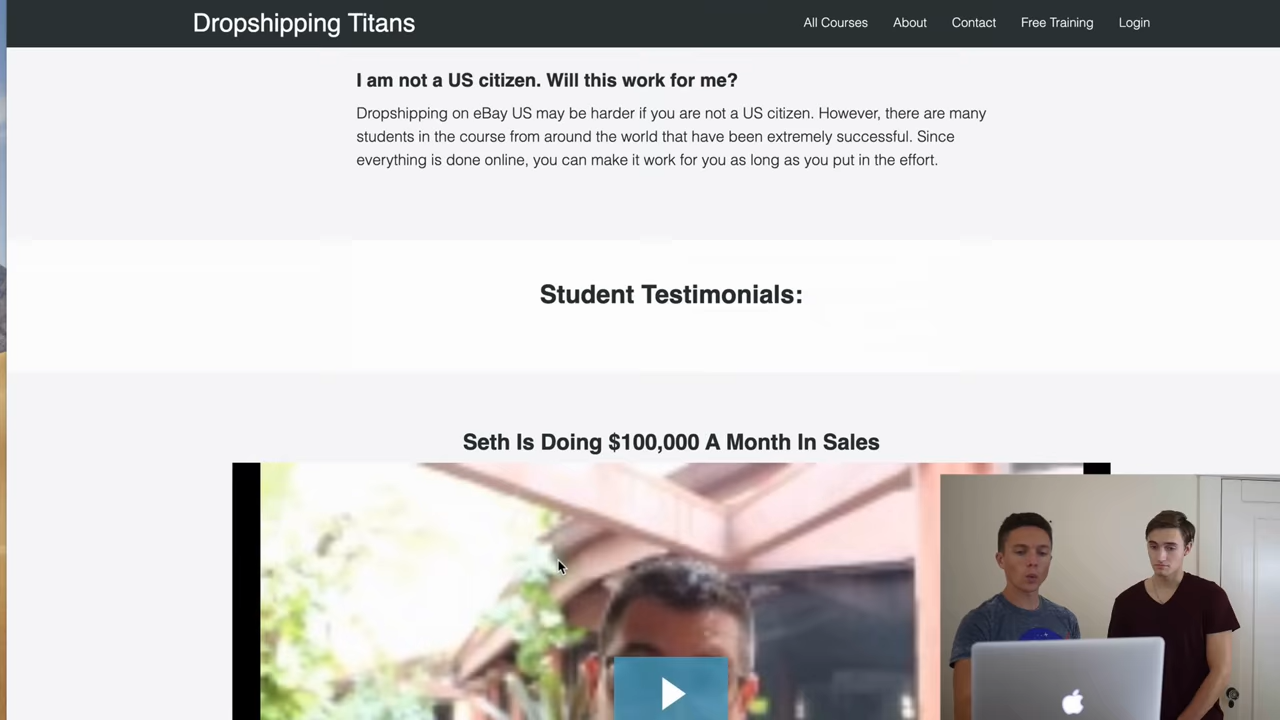 Dropshipping Titans
All Courses
About
Contact
Free Training
Login
I am not a US citizen. Will this work for me?
Dropshipping on eBay US may be harder if you are not a US citizen. However, there are many
students in the course from around the world that have been extremely successful. Since
everything is done online, you can make it work for you as long as you put in the effort.
Student Testimonials:
Seth Is Doing $100,000 A Month In Sales